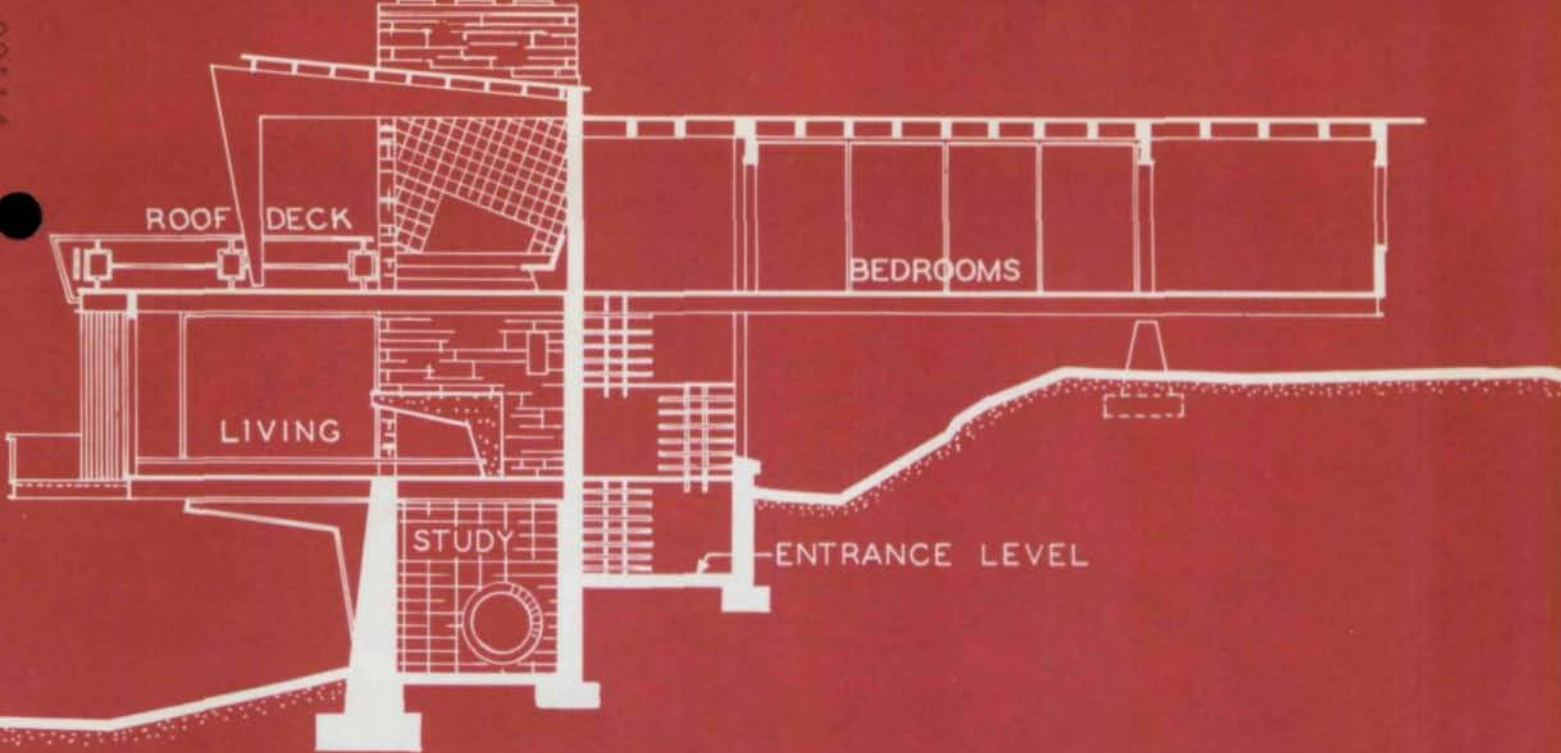 ROOF DECK
BEDROOMS
LIVING
STUDY
ENTRANCE LEVEL